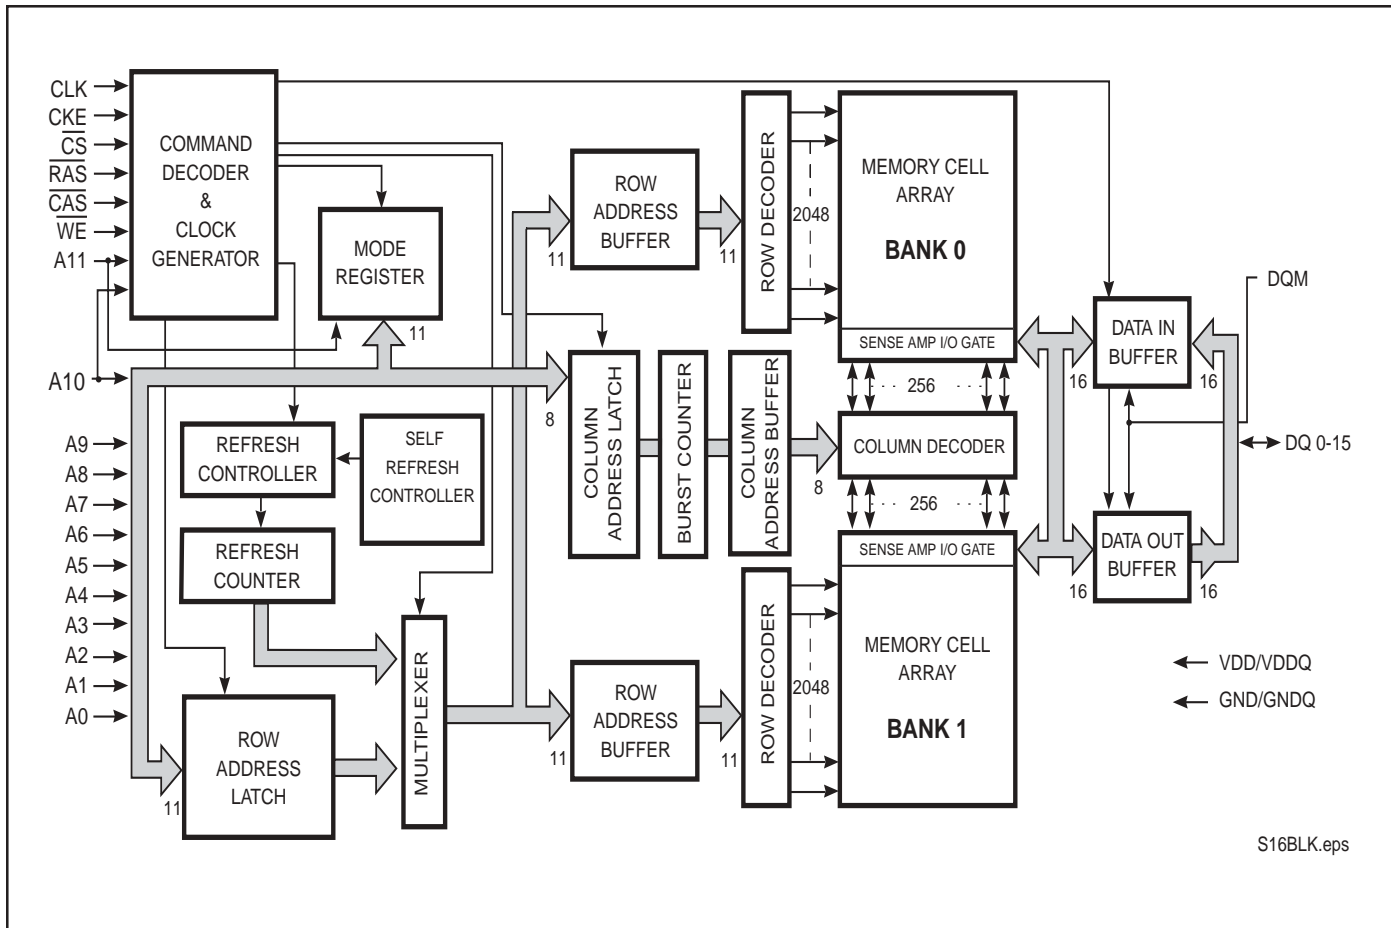 CLK
CKE
CS
RAS
CAS
WE
A11
A10
A9
A8
A7
A6
A5
A4
A3
A2
A1
A0
COMMAND
DECODER
&
CLOCK
GENERATOR
MODE
REGISTER
11
REFRESH
CONTROLLER
SELF
REFRESH
CONTROLLER
REFRESH
COUNTER
ROW
ADDRESS
LATCH
11
MULTIPLEXER
ROW
ADDRESS
BUFFER
11
11
ROW DECODER
2048
MEMORY CELL
ARRAY
BANK 0
SENSE AMP I/O GATE
256
8
COLUMN
ADDRESS LATCH
BURST COUNTER
COLUMN
ADDRESS BUFFER
8
COLUMN DECODER
256
SENSE AMP I/O GATE
MEMORY CELL
ARRAY
BANK 1
ROW
ADDRESS
BUFFER
11
11
ROW DECODER
2048
DQM
DATA IN
BUFFER
16
16
DQ 0-15
DATA OUT
BUFFER
16
16
VDD/VDDQ
GND/GNDQ
S16BLK.eps